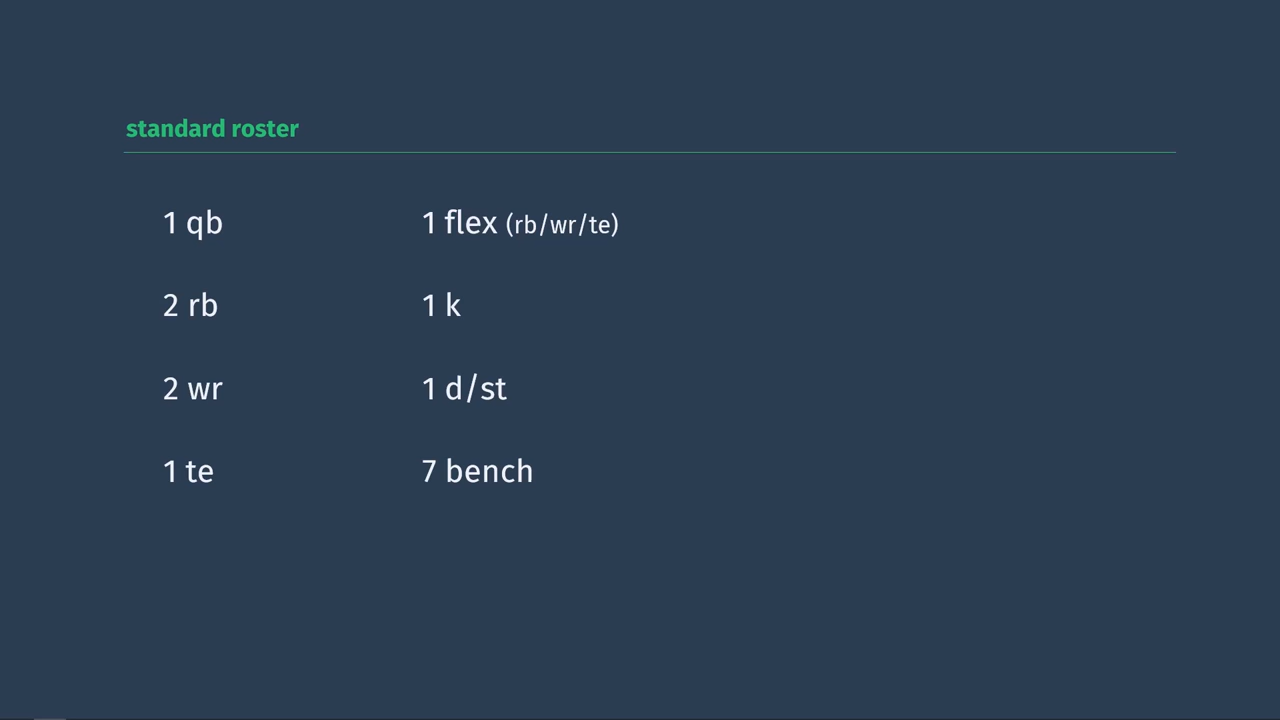 standard roster
1 qb
2 rb
2 wr
1 te
1 flex (rb/wr/te)
1 k
1 d/st
7 bench